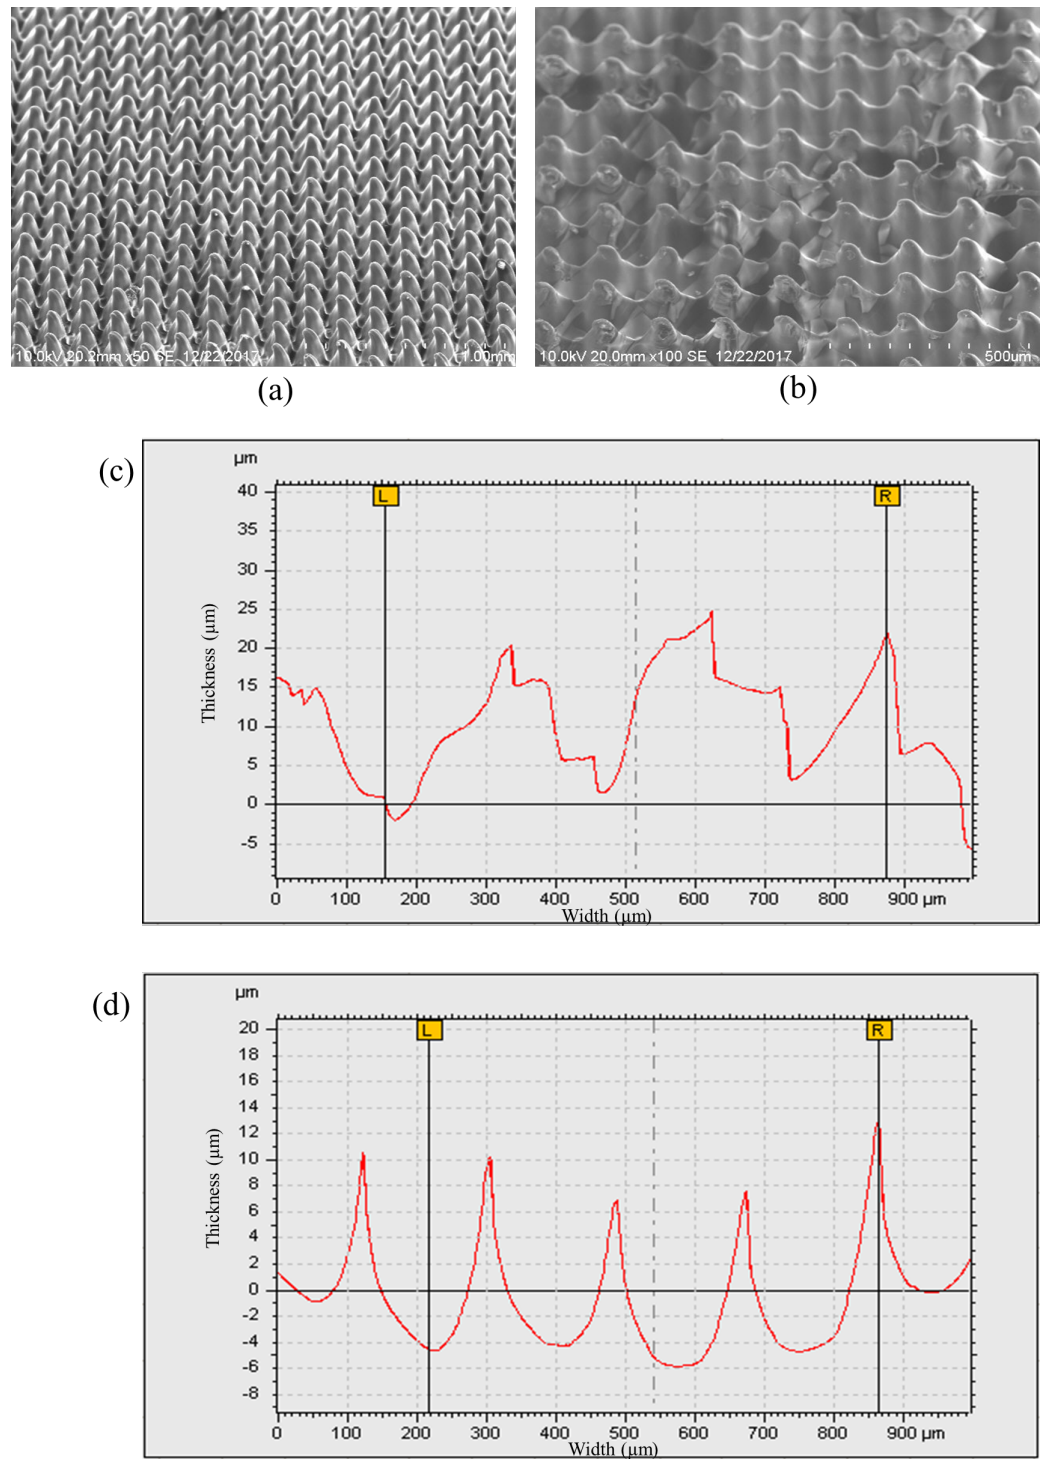 10.0kV 20.2mm x50 SE 12/22/2017
1.00mm
10.0kV 20.0mm x100 SE 12/22/2017
500um
(a)
(b)
(c)
µm
40
35
30
25
20
15
10
5
0
-5
Thickness (µm)
L
R
0 100 200 300 400 500 600 700 800 900 µm
Width (µm)
(d)
µm
20
18
16
14
12
10
8
6
4
2
0
-2
-4
-6
-8
Thickness (µm)
L
R
0 100 200 300 400 500 600 700 800 900 µm
Width (µm)